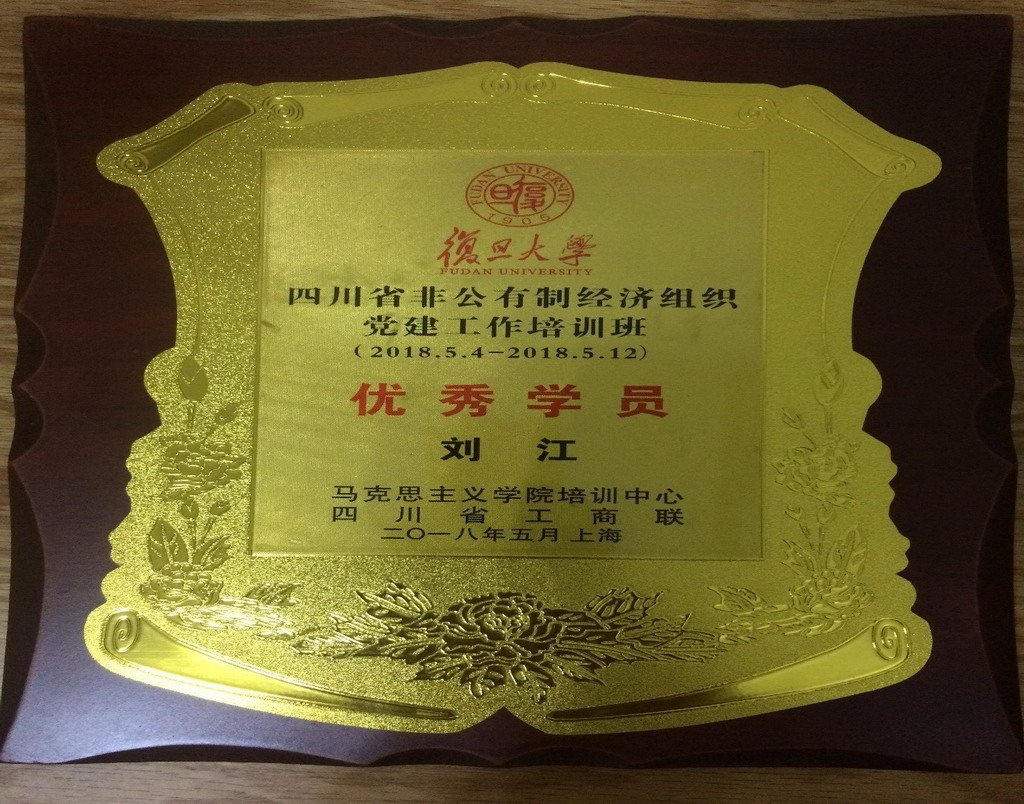 FUDAN UNIVERSITY
1905
復旦大學
FUDAN UNIVERSITY
四川省非公有制经济组织
党建工作培训班
（2018.5.4－2018.5.12）
优秀学员
刘江
马克思主义学院培训中心
四川省工商联
二〇一八年五月 上海